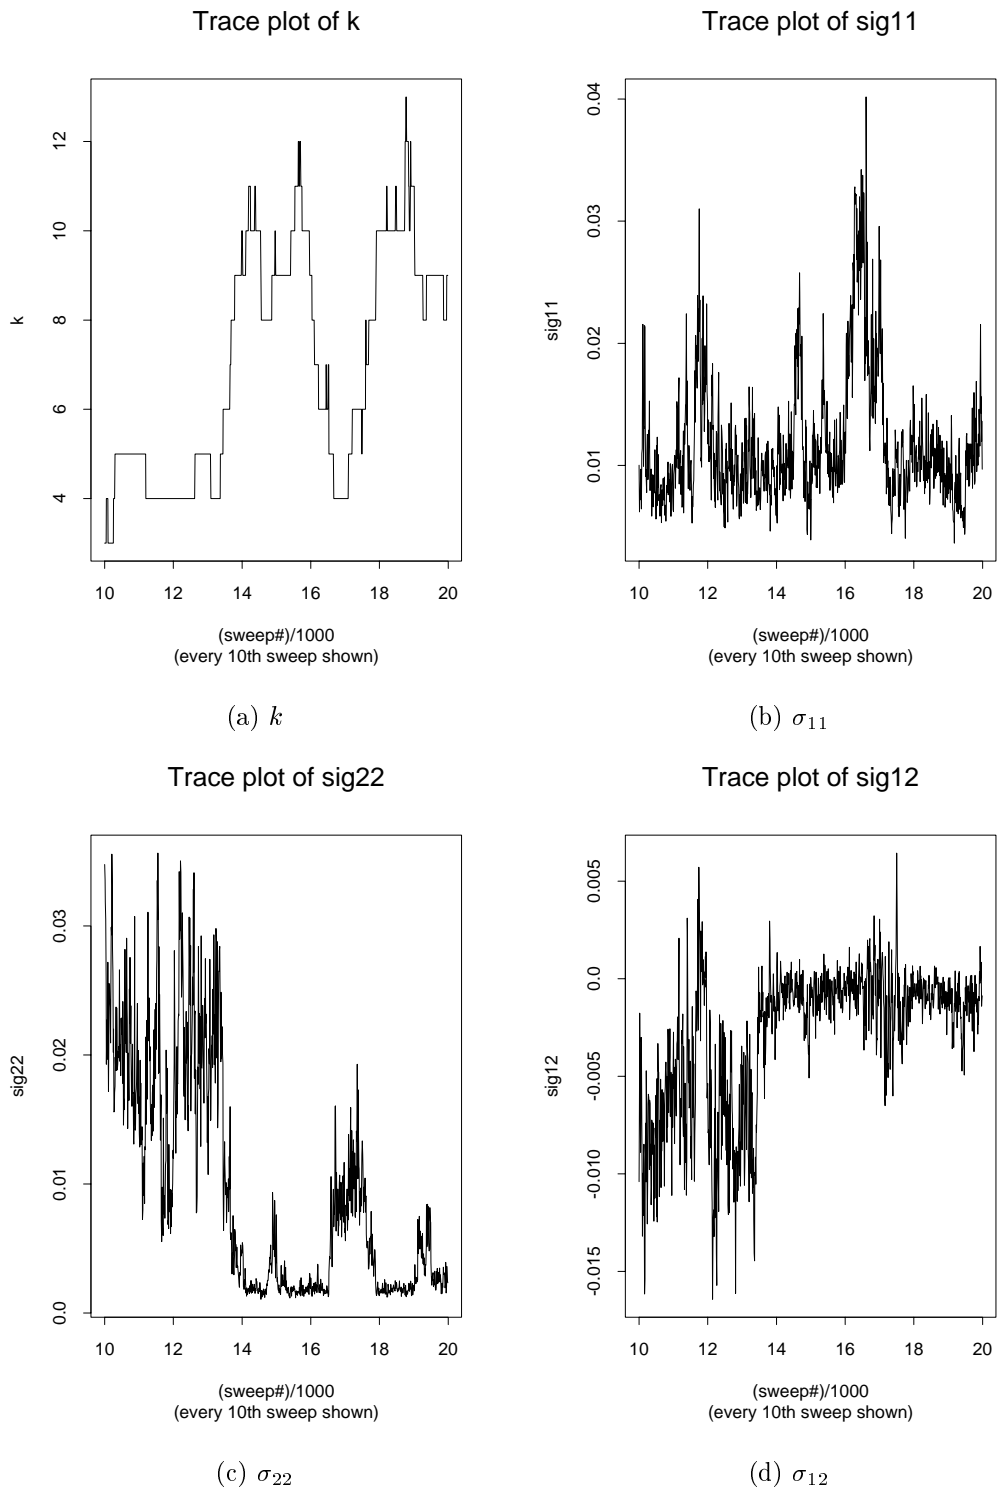 Trace plot of k
k
12
10
8
6
4
10 12 14 16 18 20
(sweep#)/1000
(every 10th sweep shown)
(a) k
Trace plot of sig11
sig11
0.04
0.03
0.02
0.01
10 12 14 16 18 20
(sweep#)/1000
(every 10th sweep shown)
(b) σ11
Trace plot of sig22
sig22
0.03
0.02
0.01
0.0
10 12 14 16 18 20
(sweep#)/1000
(every 10th sweep shown)
(c) σ22
Trace plot of sig12
sig12
0.005
0.0
-0.005
-0.010
-0.015
10 12 14 16 18 20
(sweep#)/1000
(every 10th sweep shown)
(d) σ12